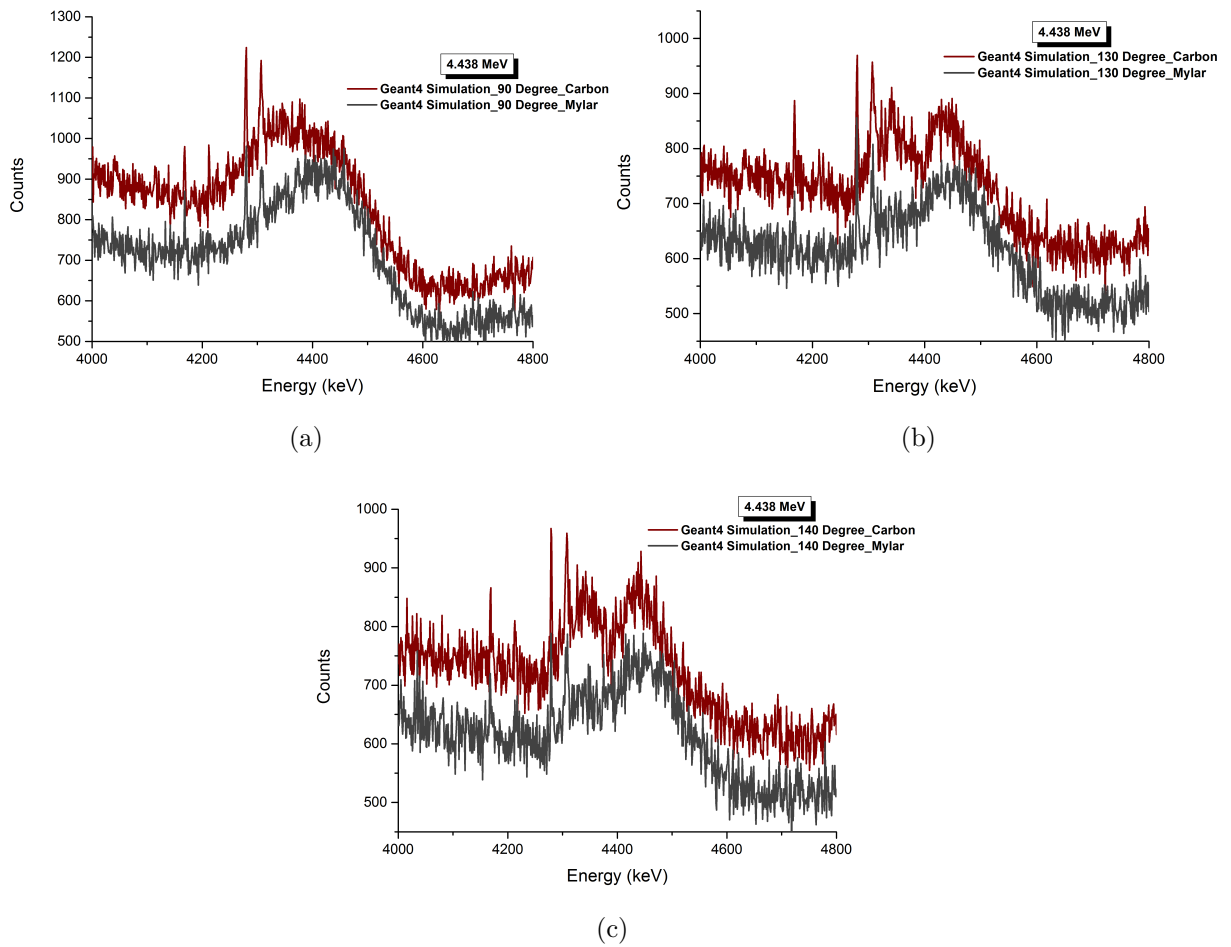 1300
1200
1100
1000
900
800
700
600
500
4000
4200
4400
4600
4800
Counts
Energy (keV)
4.438 MeV
Geant4 Simulation_90 Degree_Carbon
Geant4 Simulation_90 Degree_Mylar
(a)
1000
900
800
700
600
500
4000
4200
4400
4600
4800
Counts
Energy (keV)
4.438 MeV
Geant4 Simulation_130 Degree_Carbon
Geant4 Simulation_130 Degree_Mylar
(b)
1000
900
800
700
600
500
4000
4200
4400
4600
4800
Counts
Energy (keV)
4.438 MeV
Geant4 Simulation_140 Degree_Carbon
Geant4 Simulation_140 Degree_Mylar
(c)